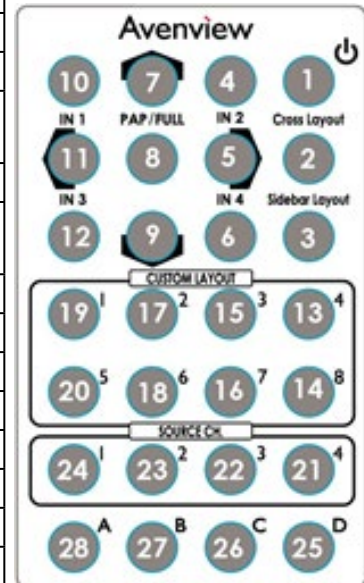 Avenview
10 7 4 1
IN 1 PAP/FULL IN 2 Cross Layout
11 8 5 2
IN 3 IN 4 Sidebar Layout
12 9 6 3
CUSTOM LAYOUT
19 1 17 2 15 3 13 4
20 5 18 6 16 7 14 8
SOURCE CH.
24 1 23 2 22 3 21 4
28 A 27 B 26 C 25 D